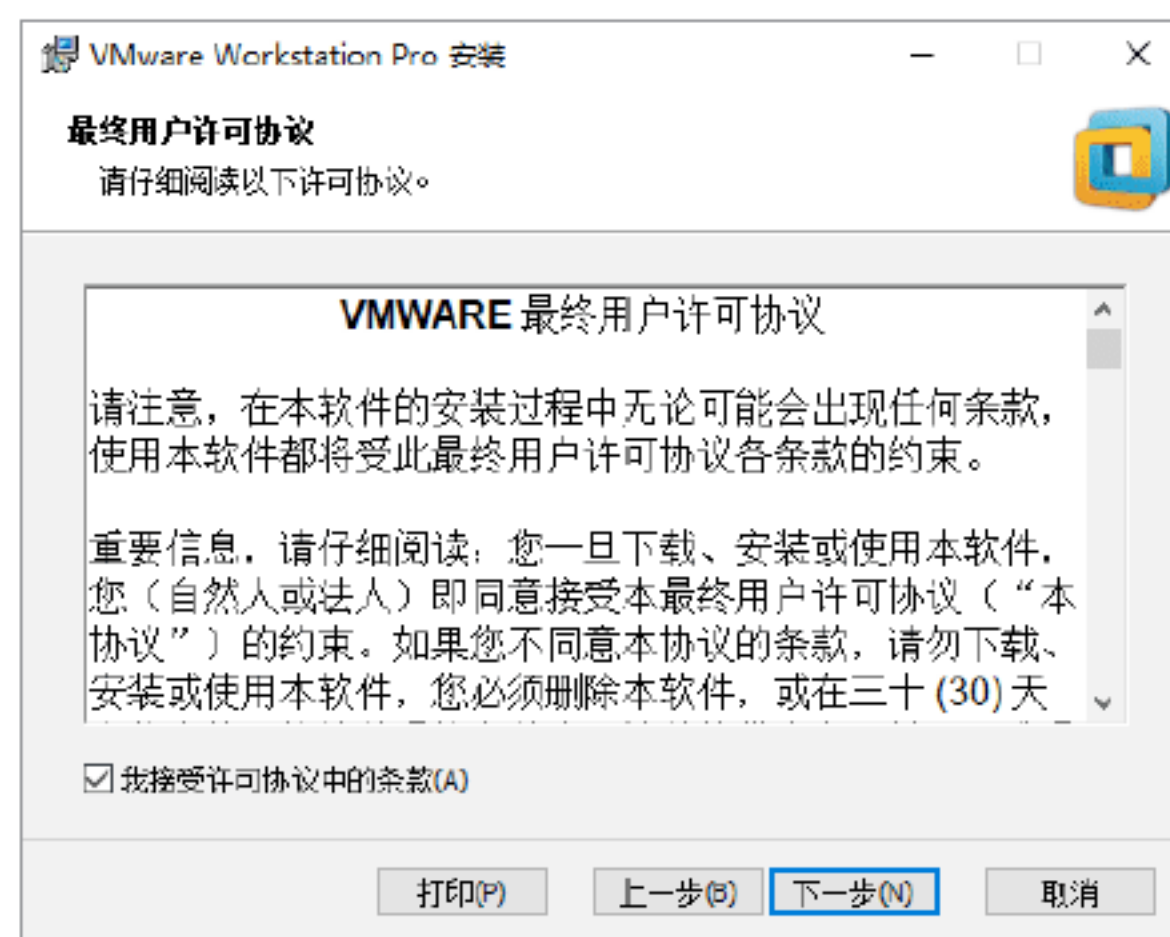 VMware Workstation Pro 安装
最终用户许可协议
请仔细阅读以下许可协议。
VMWARE 最终用户许可协议
请注意，在本软件的安装过程中无论可能会出现任何条款，
使用本软件都将受此最终用户许可协议各条款的约束。
重要信息．请仔细阅读：您一旦下载、安装或使用本软件．
您（自然人或法人）即同意接受本最终用户许可协议（“本
协议”）的约束。如果您不同意本协议的条款，请勿下载、
安装或使用本软件，您必须删除本软件，或在三十 (30) 天
我接受许可协议中的条款(A)
打印(P)
上一步(B)
下一步(N)
取消